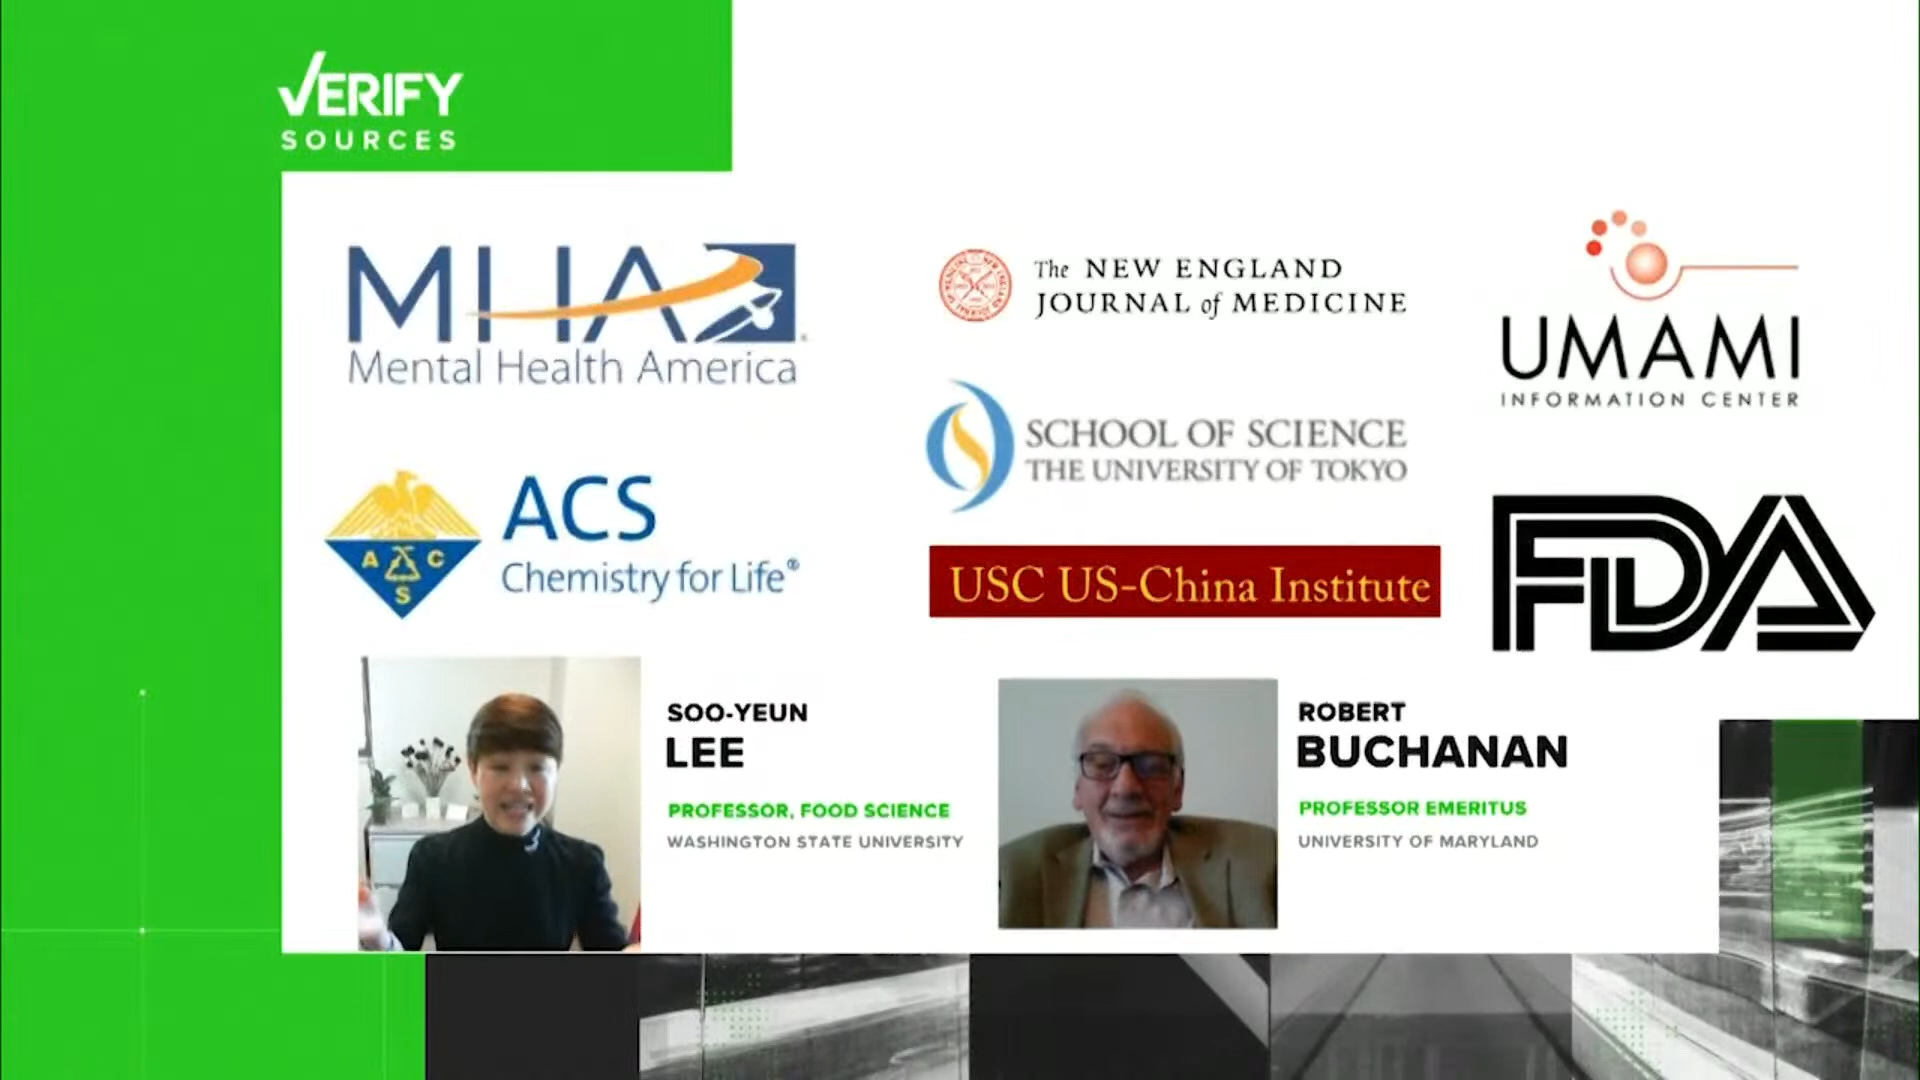 VERIFY
SOURCES
MHA
Mental Health America
The NEW ENGLAND
JOURNAL of MEDICINE
UMAMI
INFORMATION CENTER
SCHOOL OF SCIENCE
THE UNIVERSITY OF TOKYO
A C S
ACS
Chemistry for Life®
USC US-China Institute
FDA
SOO-YEUN
LEE
PROFESSOR, FOOD SCIENCE
WASHINGTON STATE UNIVERSITY
ROBERT
BUCHANAN
PROFESSOR EMERITUS
UNIVERSITY OF MARYLAND